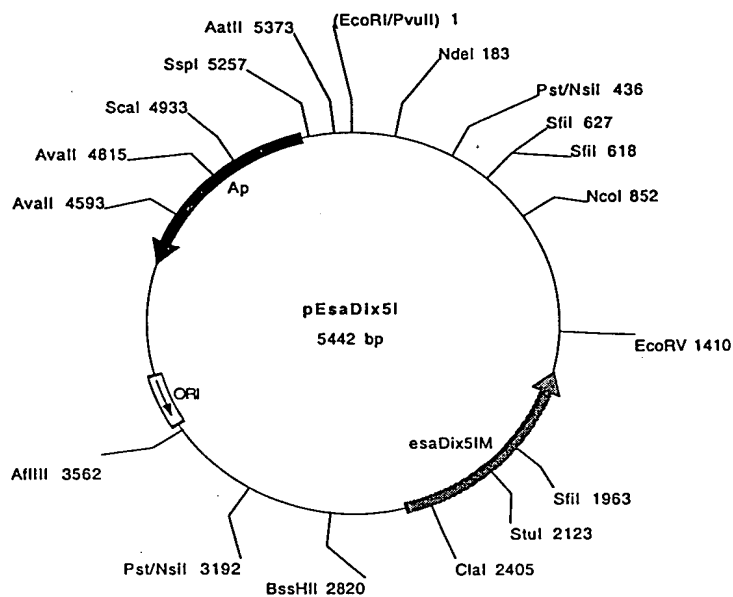 (EcoRI/PvuII) 1
AatII 5373
NdeI 183
SspI 5257
Pst/NsiI 436
ScaI 4933
SfiI 627
SfiI 618
AvaII 4815
Ap
NcoI 852
AvaII 4593
pEsaDix5I
5442 bp
EcoRV 1410
ORI
esaDix5IM
AflIII 3562
SfiI 1963
StuI 2123
Pst/NsiI 3192
ClaI 2405
BssHII 2820